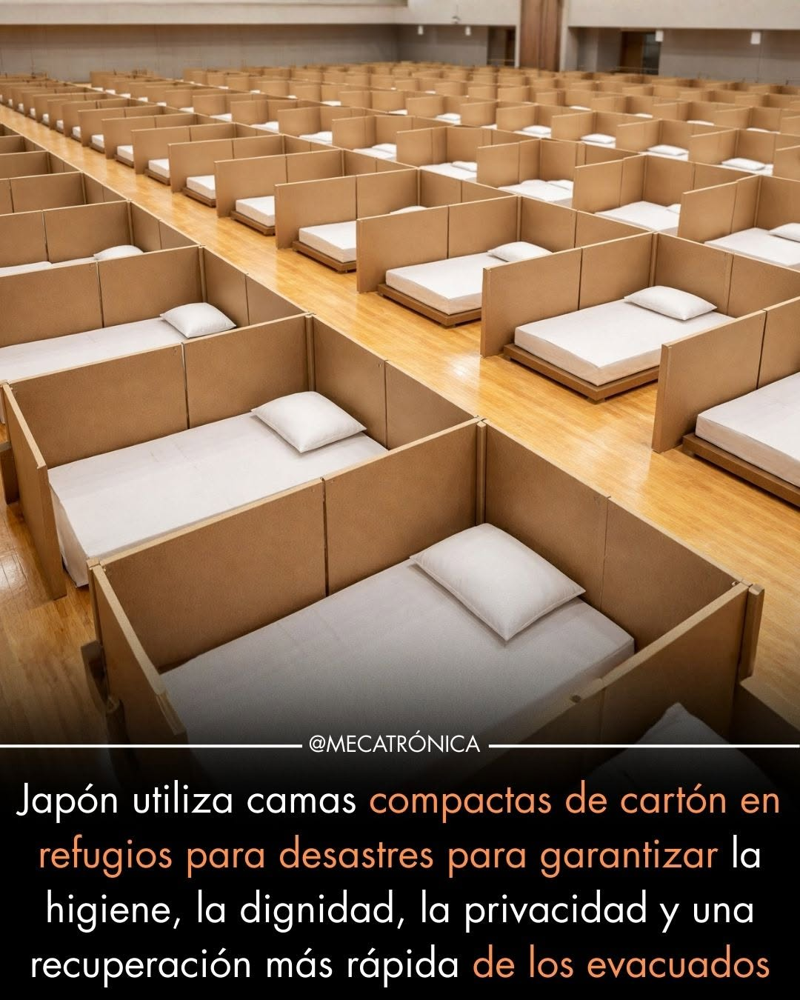 @MECATRÓNICA
Japón utiliza camas compactas de cartón en
refugios para desastres para garantizar la
higiene, la dignidad, la privacidad y una
recuperación más rápida de los evacuados